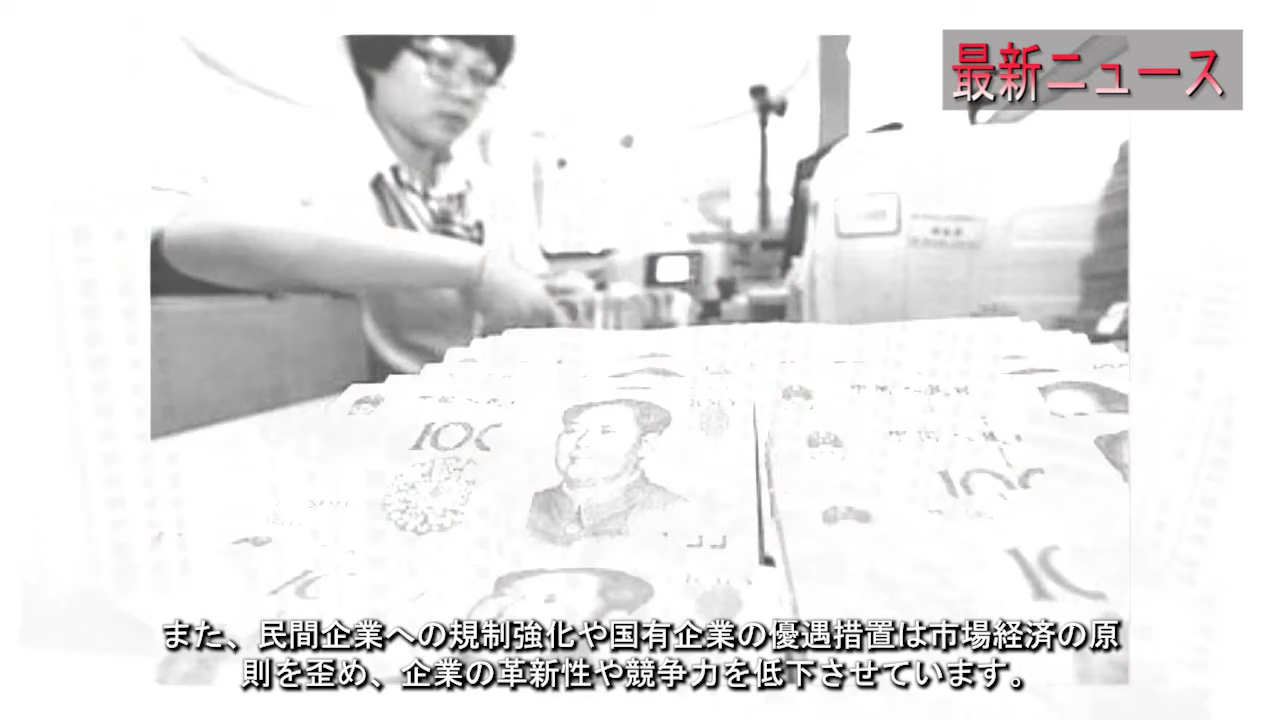 最新ニュース
100
100
10
また、民間企業への規制強化や国有企業の優遇措置は市場経済の原
則を歪め、企業の革新性や競争力を低下させています。